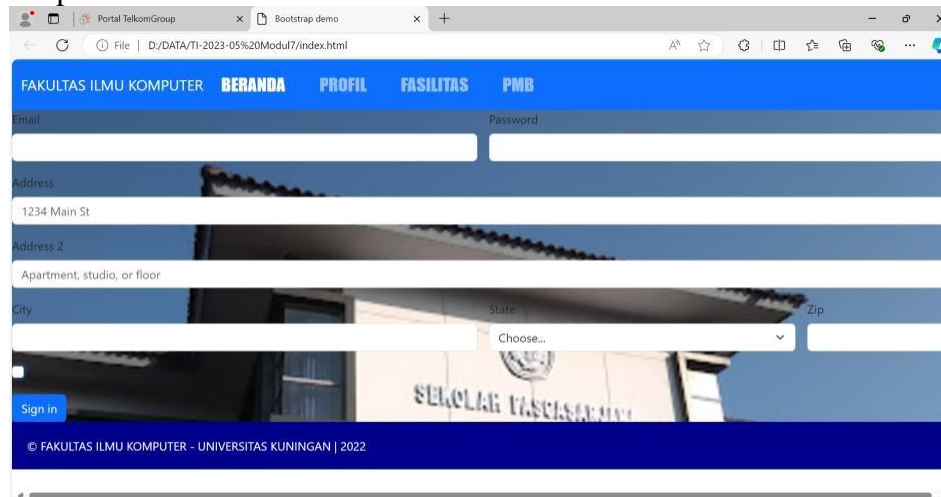 Portal TelkomGroup
Bootstrap demo
File | D:/DATA/TI-2023-05%20Modul7/index.html
FAKULTAS ILMU KOMPUTER BERANDA PROFIL FASILITAS PMB
Email Password
Address
1234 Main St
Address 2
Apartment, studio, or floor
City State Zip
Choose...
SEKOLAH PASCASARJANA
Sign in
© FAKULTAS ILMU KOMPUTER - UNIVERSITAS KUNINGAN | 2022